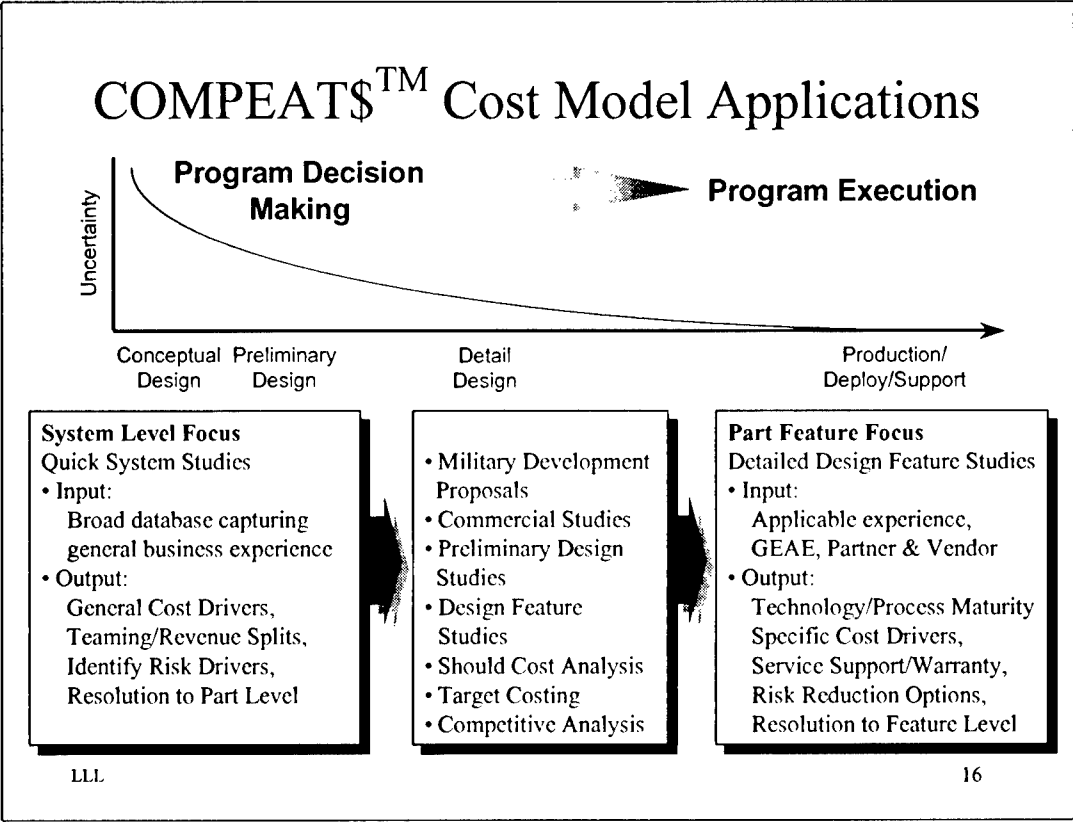 COMPEAT$™ Cost Model Applications
Program Decision
Making
Program Execution
Uncertainty
Conceptual
Design
Preliminary
Design
Detail
Design
Production/
Deploy/Support
System Level Focus
Quick System Studies
• Input:
Broad database capturing
general business experience
• Output:
General Cost Drivers,
Teaming/Revenue Splits,
Identify Risk Drivers,
Resolution to Part Level
• Military Development
Proposals
• Commercial Studies
• Preliminary Design
Studies
• Design Feature
Studies
• Should Cost Analysis
• Target Costing
• Competitive Analysis
Part Feature Focus
Detailed Design Feature Studies
• Input:
Applicable experience,
GEAE, Partner & Vendor
• Output:
Technology/Process Maturity
Specific Cost Drivers,
Service Support/Warranty,
Risk Reduction Options,
Resolution to Feature Level
LLL
16